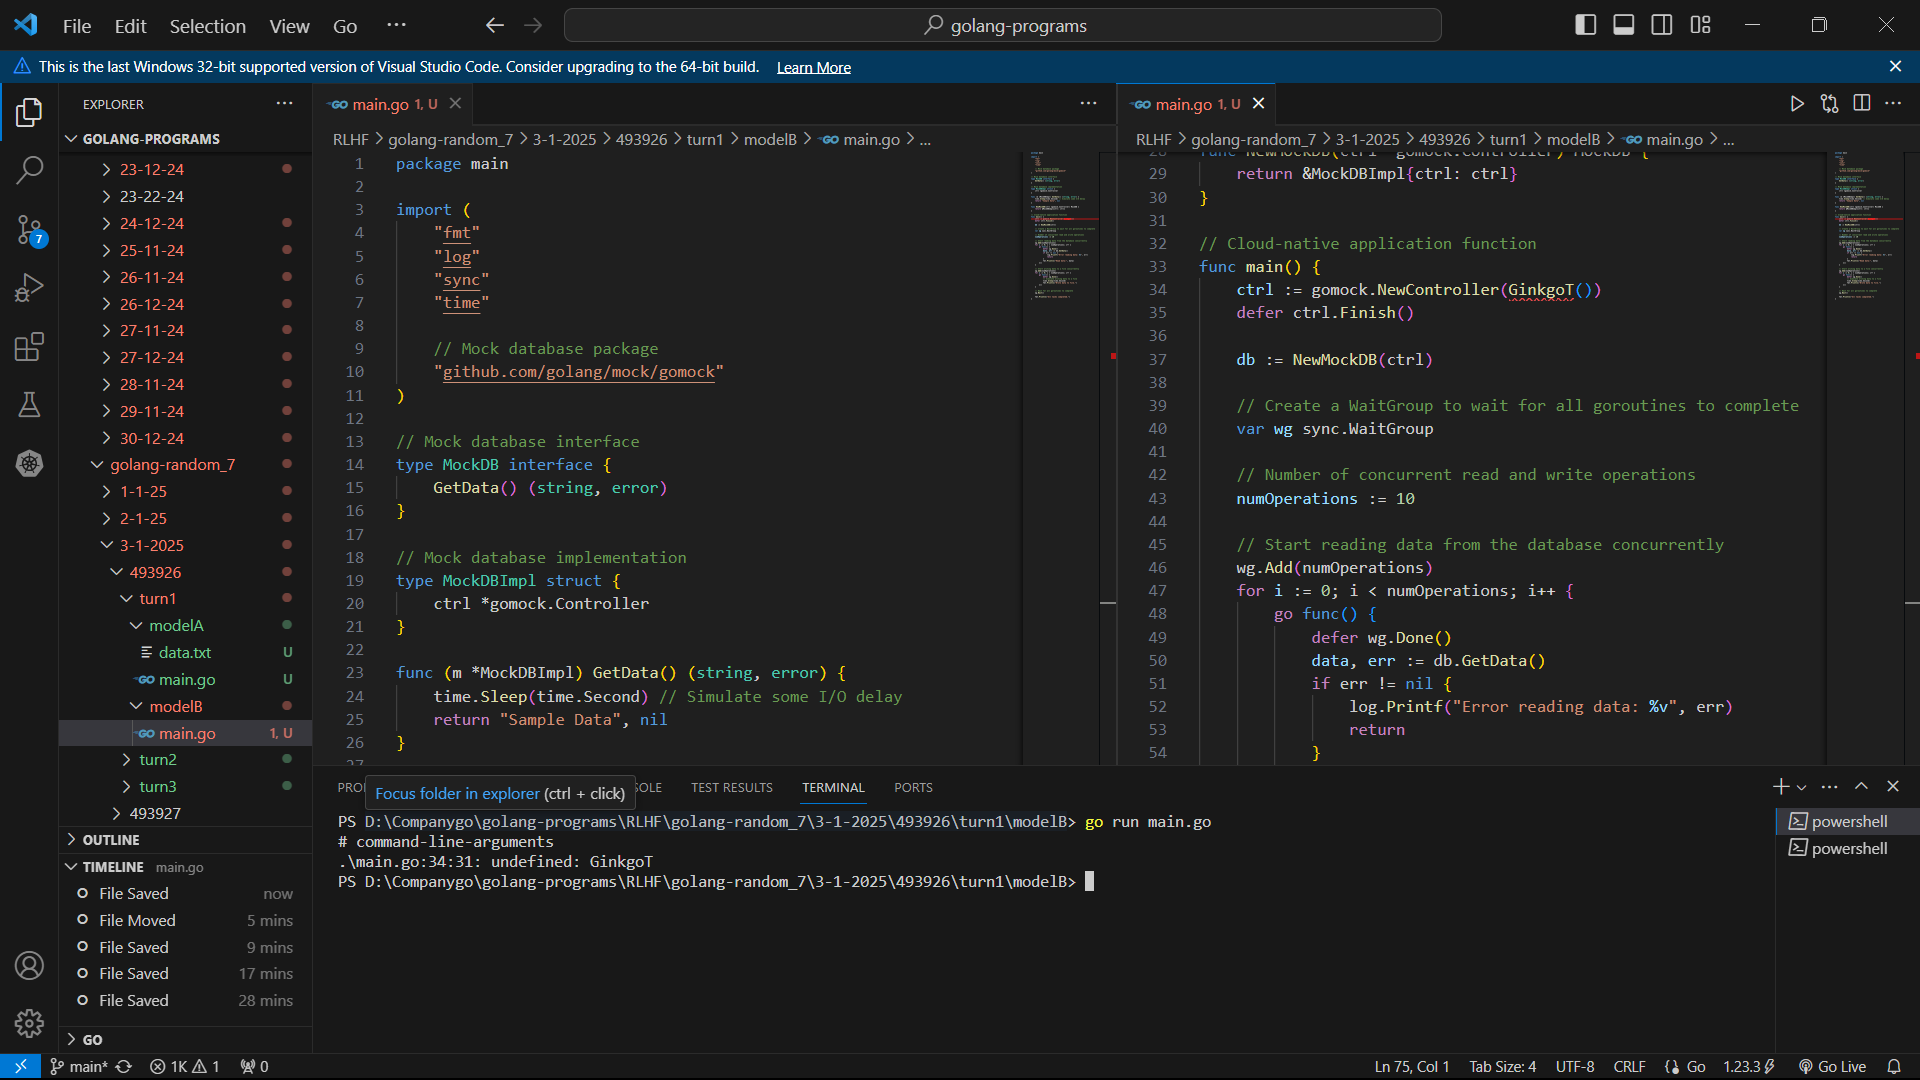 File Edit Selection View Go ···
golang-programs
This is the last Windows 32-bit supported version of Visual Studio Code. Consider upgrading to the 64-bit build. Learn More
EXPLORER
GOLANG-PROGRAMS
23-12-24
23-22-24
24-12-24
25-11-24
26-11-24
26-12-24
27-11-24
27-12-24
28-11-24
29-11-24
30-12-24
golang-random_7
1-1-25
2-1-25
3-1-2025
493926
turn1
modelA
data.txt U
main.go U
modelB
main.go 1, U
turn2
turn3
493927
OUTLINE
TIMELINE main.go
File Saved now
File Moved 5 mins
File Saved 9 mins
File Saved 17 mins
File Saved 28 mins
GO
7
main.go 1, U
RLHF > golang-random_7 > 3-1-2025 > 493926 > turn1 > modelB > main.go > ...
1 package main
2
3 import (
4 "fmt"
5 "log"
6 "sync"
7 "time"
8
9 // Mock database package
10 "github.com/golang/mock/gomock"
11 )
12
13 // Mock database interface
14 type MockDB interface {
15 GetData() (string, error)
16 }
17
18 // Mock database implementation
19 type MockDBImpl struct {
20 ctrl *gomock.Controller
21 }
22
23 func (m *MockDBImpl) GetData() (string, error) {
24 time.Sleep(time.Second) // Simulate some I/O delay
25 return "Sample Data", nil
26 }
27
main.go 1, U
RLHF > golang-random_7 > 3-1-2025 > 493926 > turn1 > modelB > main.go > ...
28 func NewMockDB(ctrl *gomock.Controller) MockDB {
29 return &MockDBImpl{ctrl: ctrl}
30 }
31
32 // Cloud-native application function
33 func main() {
34 ctrl := gomock.NewController(GinkgoT())
35 defer ctrl.Finish()
36
37 db := NewMockDB(ctrl)
38
39 // Create a WaitGroup to wait for all goroutines to complete
40 var wg sync.WaitGroup
41
42 // Number of concurrent read and write operations
43 numOperations := 10
44
45 // Start reading data from the database concurrently
46 wg.Add(numOperations)
47 for i := 0; i < numOperations; i++ {
48 go func() {
49 defer wg.Done()
50 data, err := db.GetData()
51 if err != nil {
52 log.Printf("Error reading data: %v", err)
53 return
54 }
PRO SOLE TEST RESULTS TERMINAL PORTS
Focus folder in explorer (ctrl + click)
PS D:\Companygo\golang-programs\RLHF\golang-random_7\3-1-2025\493926\turn1\modelB> go run main.go
# command-line-arguments
.\main.go:34:31: undefined: GinkgoT
PS D:\Companygo\golang-programs\RLHF\golang-random_7\3-1-2025\493926\turn1\modelB>
powershell
powershell
main* 1K 1 0
Ln 75, Col 1 Tab Size: 4 UTF-8 CRLF Go 1.23.3 Go Live